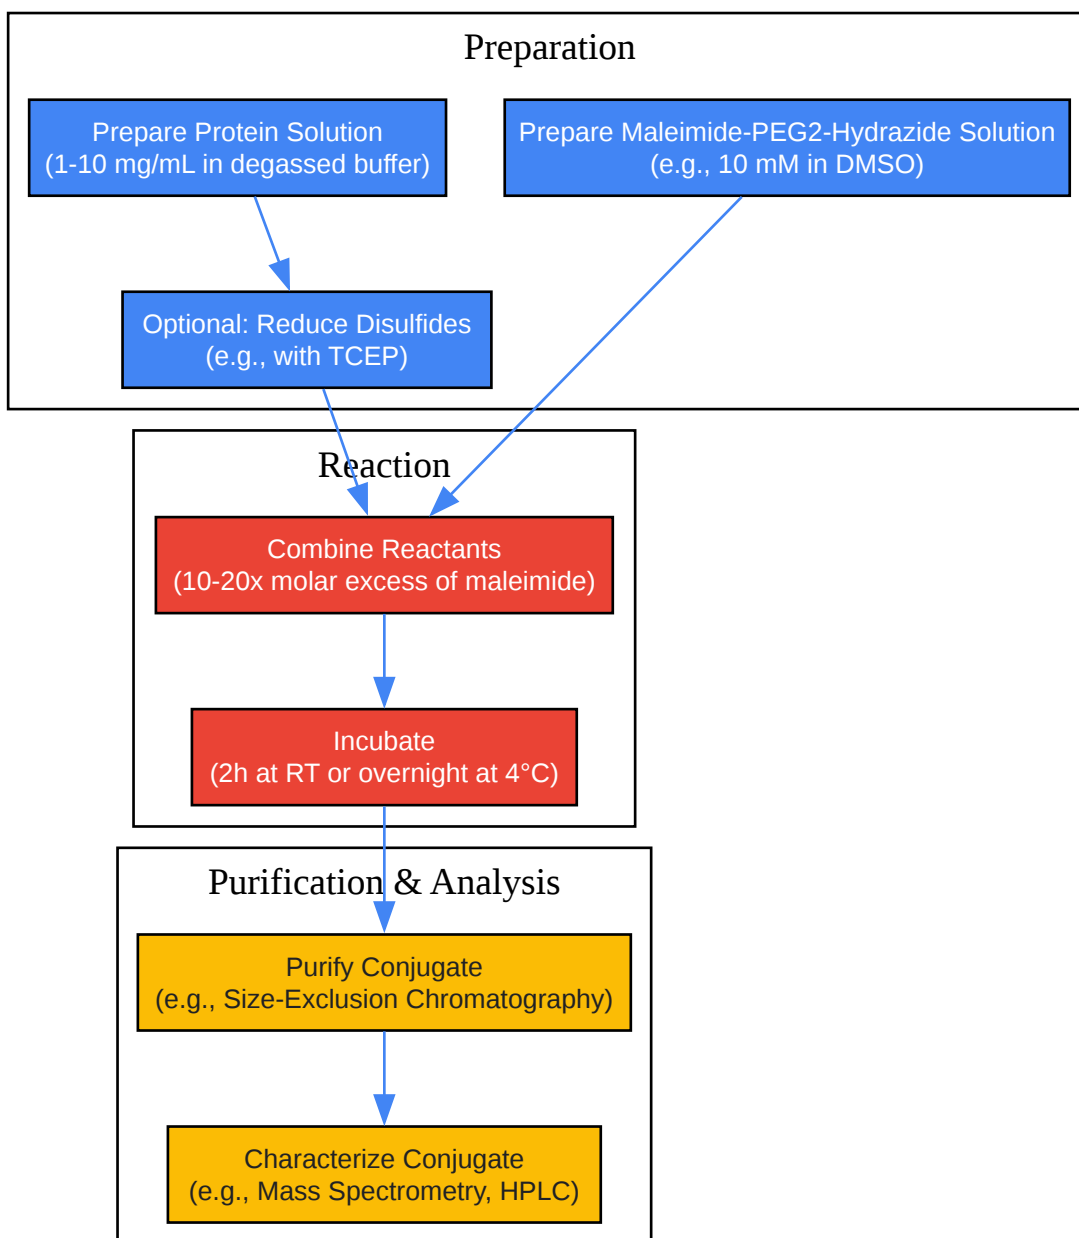 Preparation
Prepare Protein Solution
(1-10 mg/mL in degassed buffer)
Prepare Maleimide-PEG2-Hydrazide Solution
(e.g., 10 mM in DMSO)
Optional: Reduce Disulfides
(e.g., with TCEP)
Reaction
Combine Reactants
(10-20x molar excess of maleimide)
Incubate
(2h at RT or overnight at 4°C)
Purification & Analysis
Purify Conjugate
(e.g., Size-Exclusion Chromatography)
Characterize Conjugate
(e.g., Mass Spectrometry, HPLC)